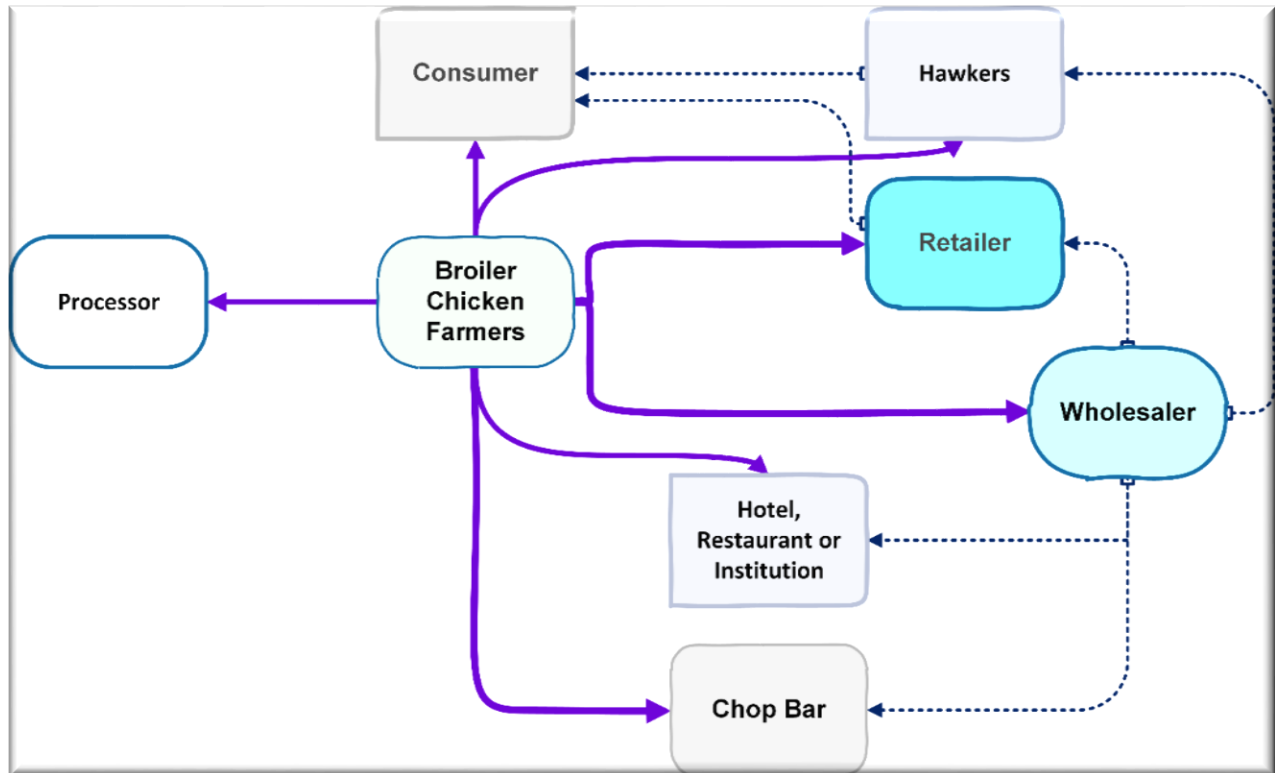 Consumer
Hawkers
Retailer
Processor
Broiler
Chicken
Farmers
Wholesaler
Hotel,
Restaurant or
Institution
Chop Bar